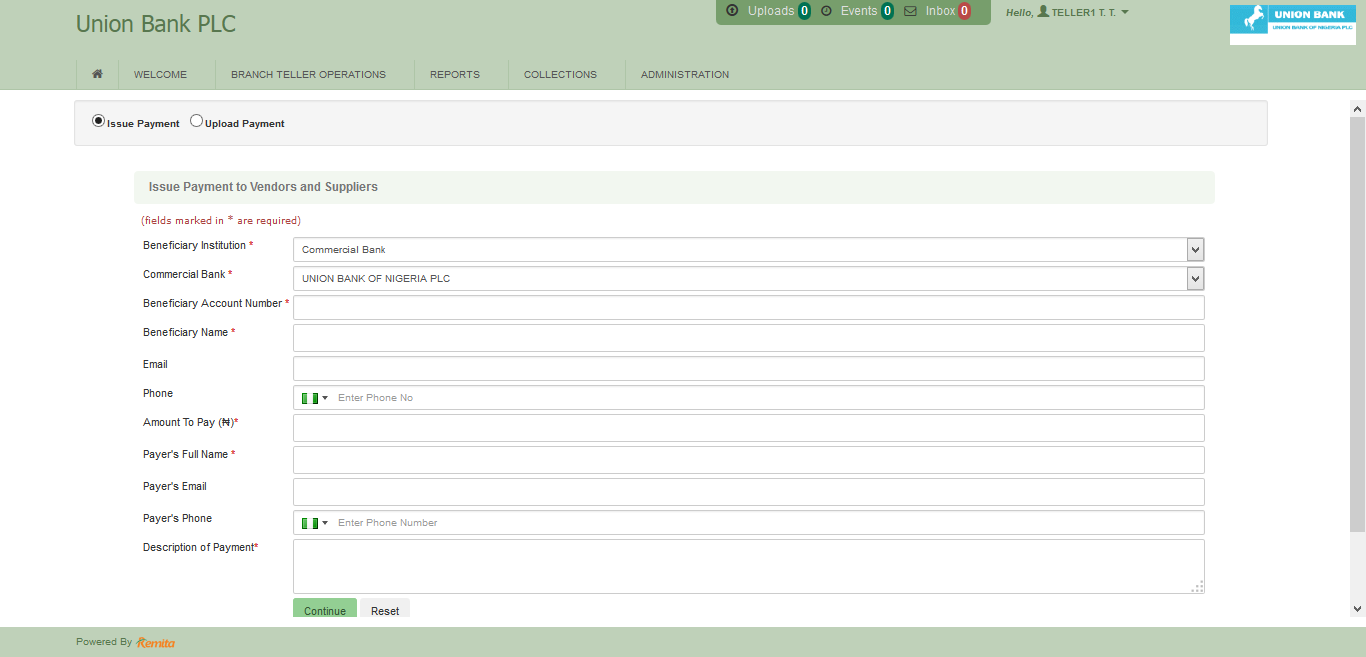 Union Bank PLC
Uploads 0 Events 0 Inbox 0
Hello, TELLER1 T. T.
UNION BANK
UNION BANK OF NIGERIA PLC
WELCOME BRANCH TELLER OPERATIONS REPORTS COLLECTIONS ADMINISTRATION
Issue Payment Upload Payment
Issue Payment to Vendors and Suppliers
(fields marked in * are required)
Beneficiary Institution * Commercial Bank
Commercial Bank * UNION BANK OF NIGERIA PLC
Beneficiary Account Number *
Beneficiary Name *
Email
Phone Enter Phone No
Amount To Pay (₦)*
Payer's Full Name *
Payer's Email
Payer's Phone Enter Phone Number
Description of Payment*
Continue Reset
Powered By Remita